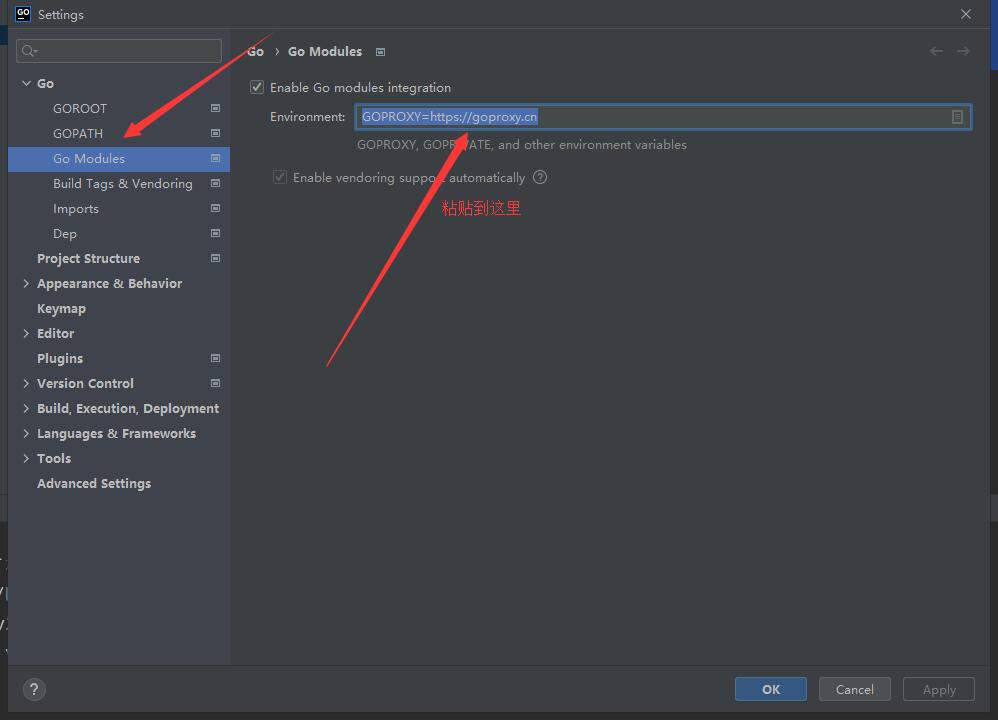 GO
Settings
Go › Go Modules
Go
GOROOT
GOPATH
Go Modules
Build Tags & Vendoring
Imports
Dep
Project Structure
Appearance & Behavior
Keymap
Editor
Plugins
Version Control
Build, Execution, Deployment
Languages & Frameworks
Tools
Advanced Settings
Enable Go modules integration
Environment: GOPROXY=https://goproxy.cn
GOPROXY, GOPRIVATE, and other environment variables
Enable vendoring support automatically ?
粘贴到这里
?
OK Cancel Apply